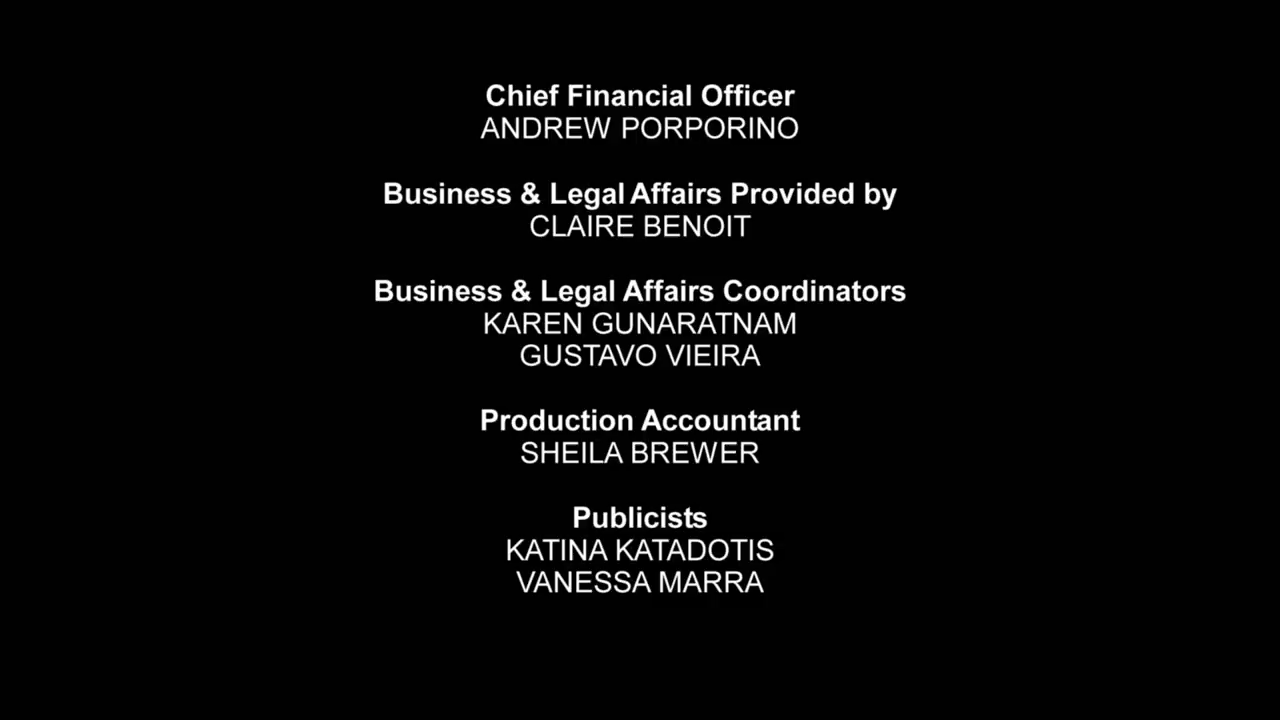 Chief Financial Officer
ANDREW PORPORINO
Business & Legal Affairs Provided by
CLAIRE BENOIT
Business & Legal Affairs Coordinators
KAREN GUNARATNAM
GUSTAVO VIEIRA
Production Accountant
SHEILA BREWER
Publicists
KATINA KATADOTIS
VANESSA MARRA